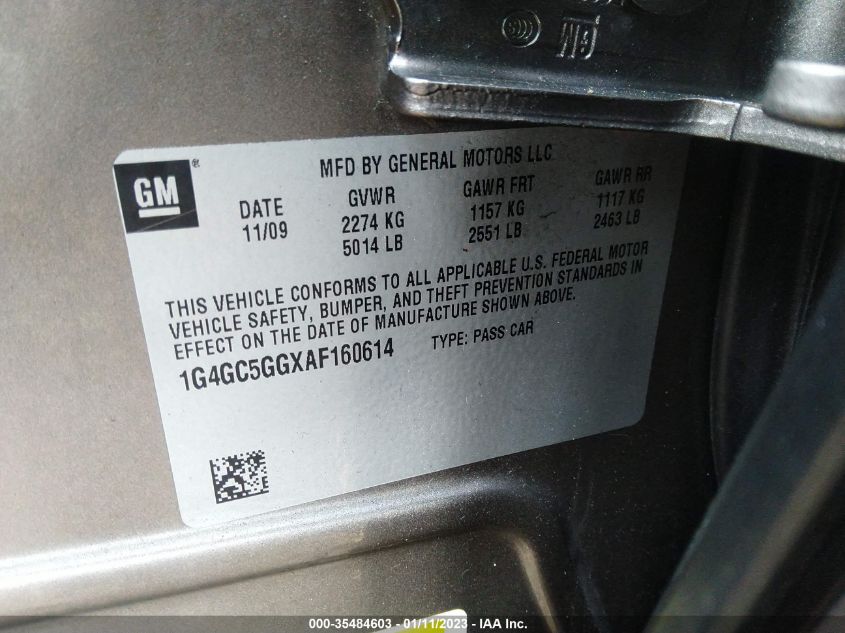 GM
GM
®
MFD BY GENERAL MOTORS LLC
DATE GVWR GAWR FRT GAWR RR
11/09 2274 KG 1157 KG 1117 KG
5014 LB 2551 LB 2463 LB
THIS VEHICLE CONFORMS TO ALL APPLICABLE U.S. FEDERAL MOTOR
VEHICLE SAFETY, BUMPER, AND THEFT PREVENTION STANDARDS IN
EFFECT ON THE DATE OF MANUFACTURE SHOWN ABOVE.
1G4GC5GGXAF160614 TYPE: PASS CAR
000-35484603 - 01/11/2023 - IAA Inc.